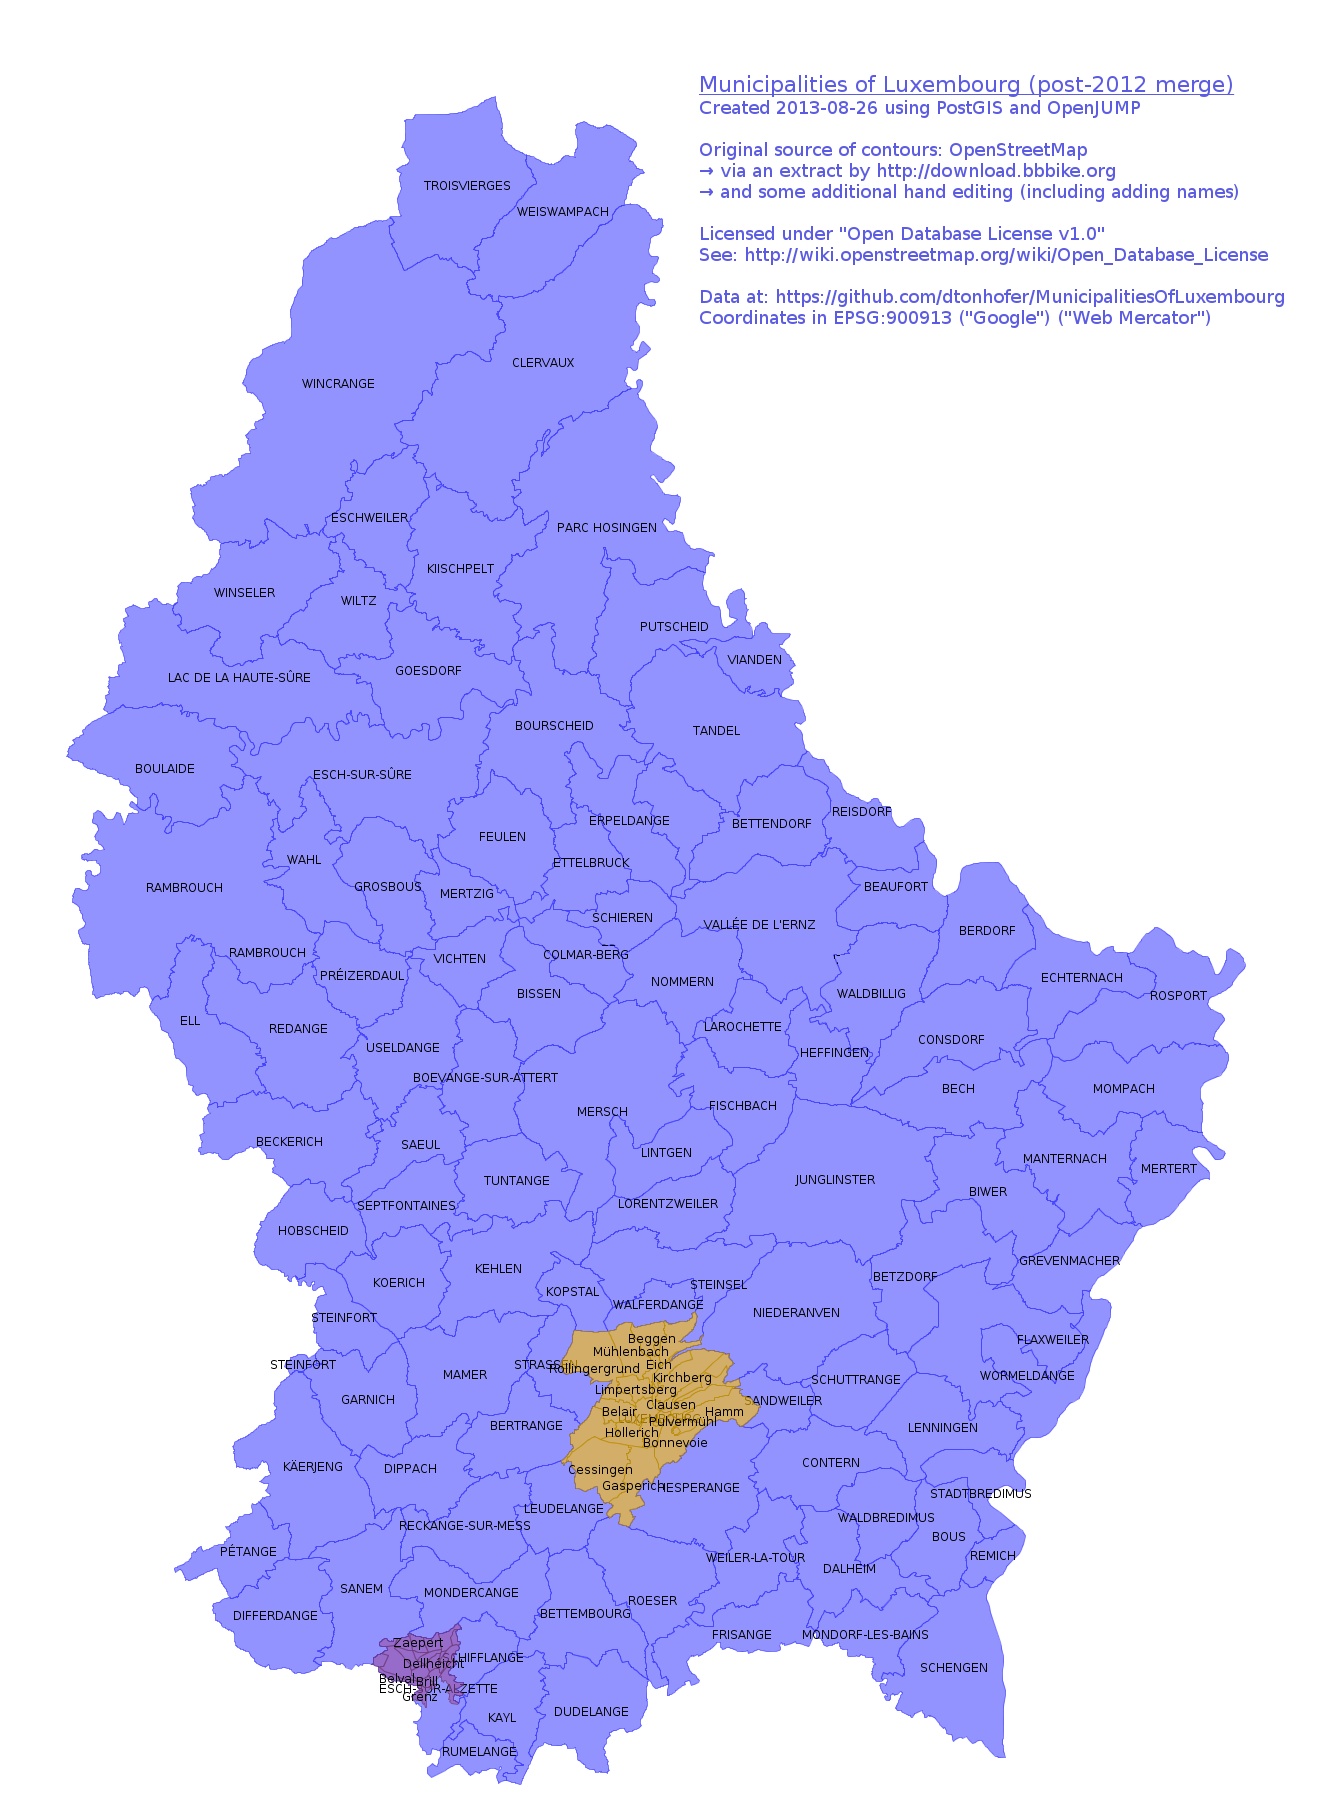 Municipalities of Luxembourg (post-2012 merge)
Created 2013-08-26 using PostGIS and OpenJUMP
Original source of contours: OpenStreetMap
→ via an extract by http://download.bbbike.org
→ and some additional hand editing (including adding names)
Licensed under "Open Database License v1.0"
See: http://wiki.openstreetmap.org/wiki/Open_Database_License
Data at: https://github.com/dtonhofer/MunicipalitiesOfLuxembourg
Coordinates in EPSG:900913 ("Google") ("Web Mercator")
TROISVIERGES
WEISWAMPACH
CLERVAUX
WINCRANGE
ESCHWEILER
PARC HOSINGEN
KIISCHPELT
WINSELER
WILTZ
PUTSCHEID
VIANDEN
GOESDORF
LAC DE LA HAUTE-SÛRE
BOURSCHEID
TANDEL
BOULAIDE
ESCH-SUR-SÛRE
REISDORF
ERPELDANGE
BETTENDORF
FEULEN
WAHL
ETTELBRUCK
RAMBROUCH
GROSBOUS
MERTZIG
BEAUFORT
SCHIEREN
VALLÉE DE L'ERNZ
BERDORF
RAMBROUCH
COLMAR-BERG
VICHTEN
PRÉIZERDAUL
ECHTERNACH
NOMMERN
BISSEN
WALDBILLIG
ROSPORT
ELL
REDANGE
LAROCHETTE
CONSDORF
USELDANGE
HEFFINGEN
BOEVANGE-SUR-ATTERT
BECH
MOMPACH
FISCHBACH
MERSCH
BECKERICH
SAEUL
LINTGEN
MANTERNACH
MERTERT
TUNTANGE
JUNGLINSTER
BIWER
SEPTFONTAINES
LORENTZWEILER
HOBSCHEID
GREVENMACHER
KEHLEN
BETZDORF
KOERICH
STEINSEL
KOPSTAL
WALFERDANGE
NIEDERANVEN
STEINFORT
Beggen
FLAXWEILER
Mühlenbach
STEINFORT
STRASSEN
Eich
Rollingergrund
MAMER
WORMELDANGE
Kirchberg
SCHUTTRANGE
Limpertsberg
GARNICH
SANDWEILER
Clausen
Belair
Hamm
LUXEMBOURG
Pulvermühl
BERTRANGE
LENNINGEN
Hollerich
Bonnevoie
CONTERN
KÄERJENG
DIPPACH
Cessingen
Gasperich
HESPERANGE
STADTBREDIMUS
LEUDELANGE
WALDBREDIMUS
RECKANGE-SUR-MESS
BOUS
PÉTANGE
REMICH
WEILER-LA-TOUR
DALHEIM
SANEM
MONDERCANGE
ROESER
DIFFERDANGE
BETTEMBOURG
FRISANGE
MONDORF-LES-BAINS
Zaepert
SCHIFFLANGE
Dellhéicht
SCHENGEN
Belval
Brill
ESCH-SUR-ALZETTE
Grenz
DUDELANGE
KAYL
RUMELANGE